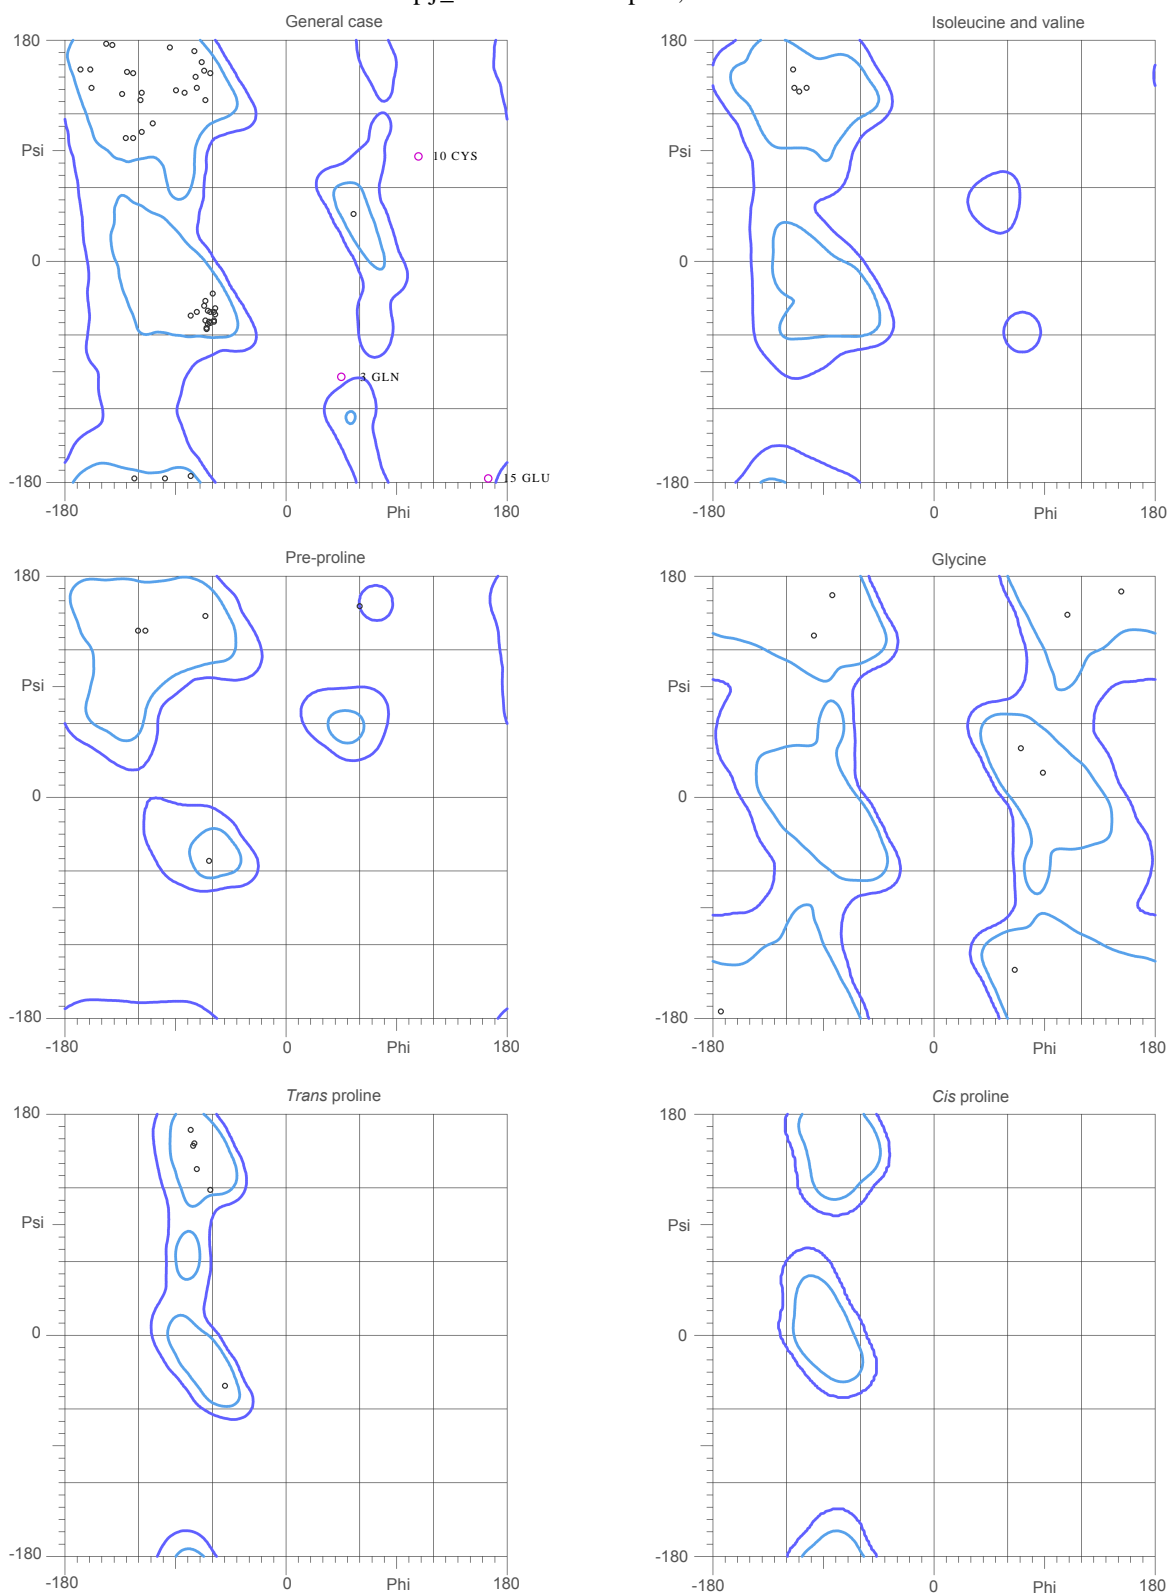 General case
Isoleucine and valine
180
Psi
0
-180
-180
0
Phi
180
10 CYS
3 GLN
15 GLU
180
Psi
0
-180
-180
0
Phi
180
Pre-proline
Glycine
180
Psi
0
-180
-180
0
Phi
180
180
Psi
0
-180
-180
0
Phi
180
Trans proline
Cis proline
180
Psi
0
-180
-180
0
Phi
180
180
Psi
0
-180
-180
0
Phi
180